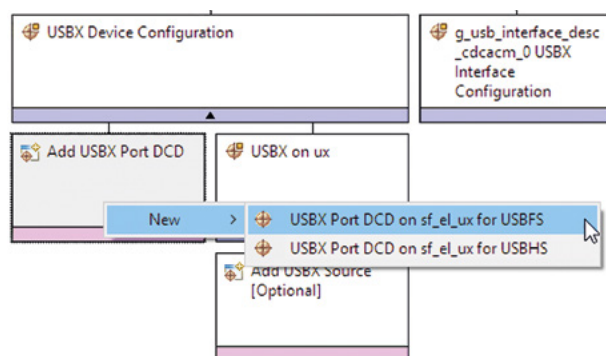 USBX Device Configuration
g_usb_interface_desc
_cdcacm_0 USBX
Interface
Configuration
Add USBX Port DCD
USBX on ux
New
USBX Port DCD on sf_el_ux for USBFS
USBX Port DCD on sf_el_ux for USBHS
Add USBX Source
[Optional]